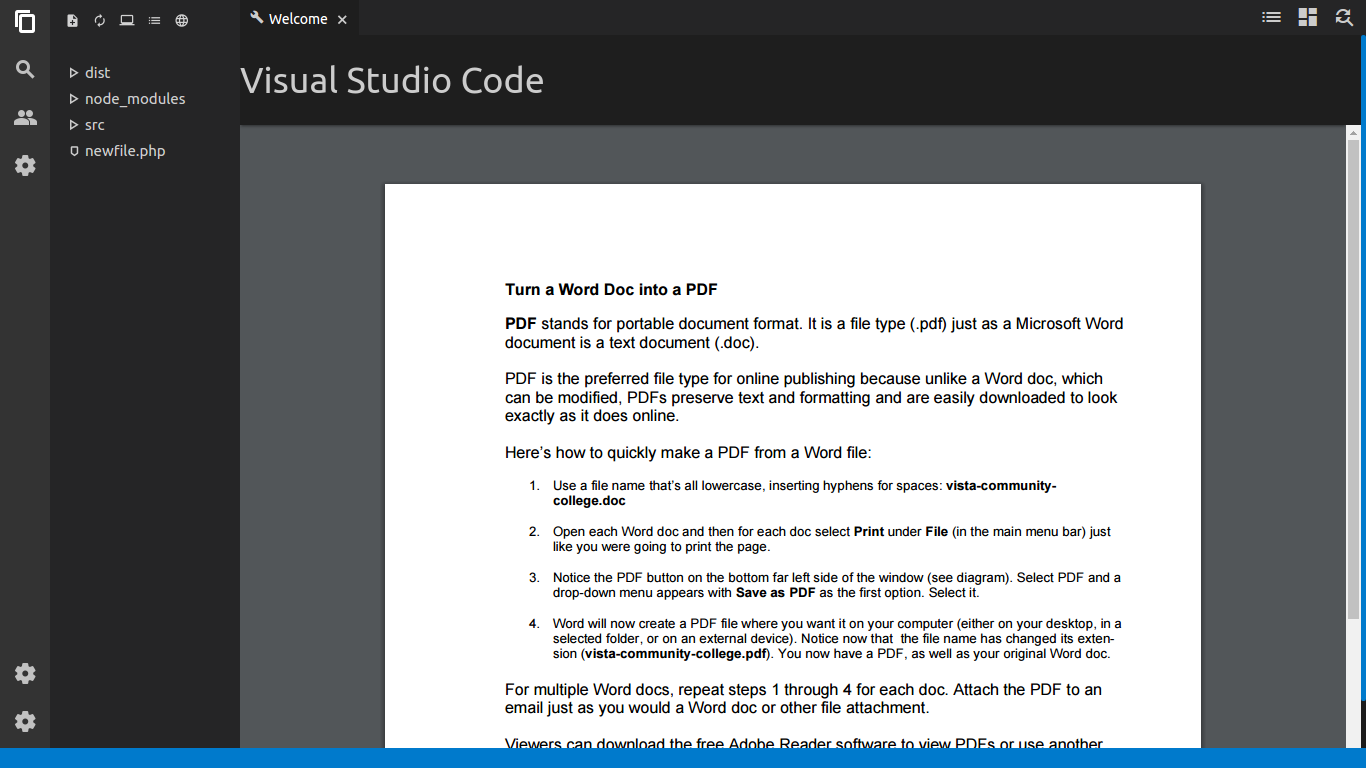 Welcome
dist
node_modules
src
newfile.php
Visual Studio Code
Turn a Word Doc into a PDF
PDF stands for portable document format. It is a file type (.pdf) just as a Microsoft Word
document is a text document (.doc).
PDF is the preferred file type for online publishing because unlike a Word doc, which
can be modified, PDFs preserve text and formatting and are easily downloaded to look
exactly as it does online.
Here’s how to quickly make a PDF from a Word file:
1. Use a file name that’s all lowercase, inserting hyphens for spaces: vista-community-
college.doc
2. Open each Word doc and then for each doc select Print under File (in the main menu bar) just
like you were going to print the page.
3. Notice the PDF button on the bottom far left side of the window (see diagram). Select PDF and a
drop-down menu appears with Save as PDF as the first option. Select it.
4. Word will now create a PDF file where you want it on your computer (either on your desktop, in a
selected folder, or on an external device). Notice now that  the file name has changed its exten-
sion (vista-community-college.pdf). You now have a PDF, as well as your original Word doc.
For multiple Word docs, repeat steps 1 through 4 for each doc. Attach the PDF to an
email just as you would a Word doc or other file attachment.
Viewers can download the free Adobe Reader software to view PDFs or use another